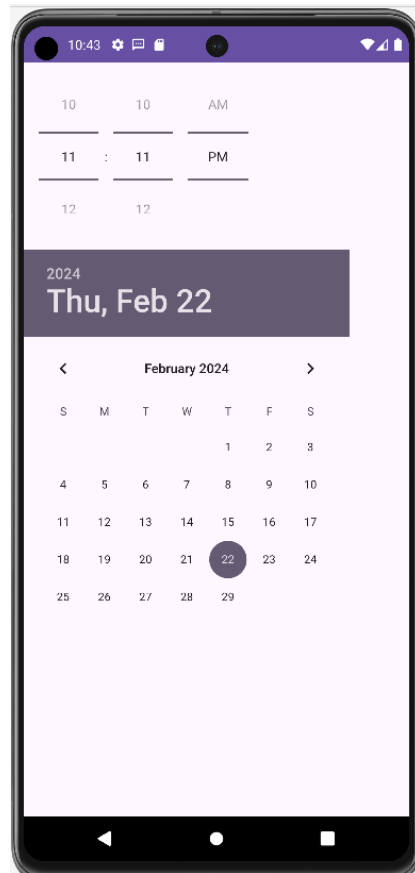 10:43
10 10 AM
11 : 11 PM
12 12
2024
Thu, Feb 22
February 2024
S M T W T F S
1 2 3
4 5 6 7 8 9 10
11 12 13 14 15 16 17
18 19 20 21 22 23 24
25 26 27 28 29